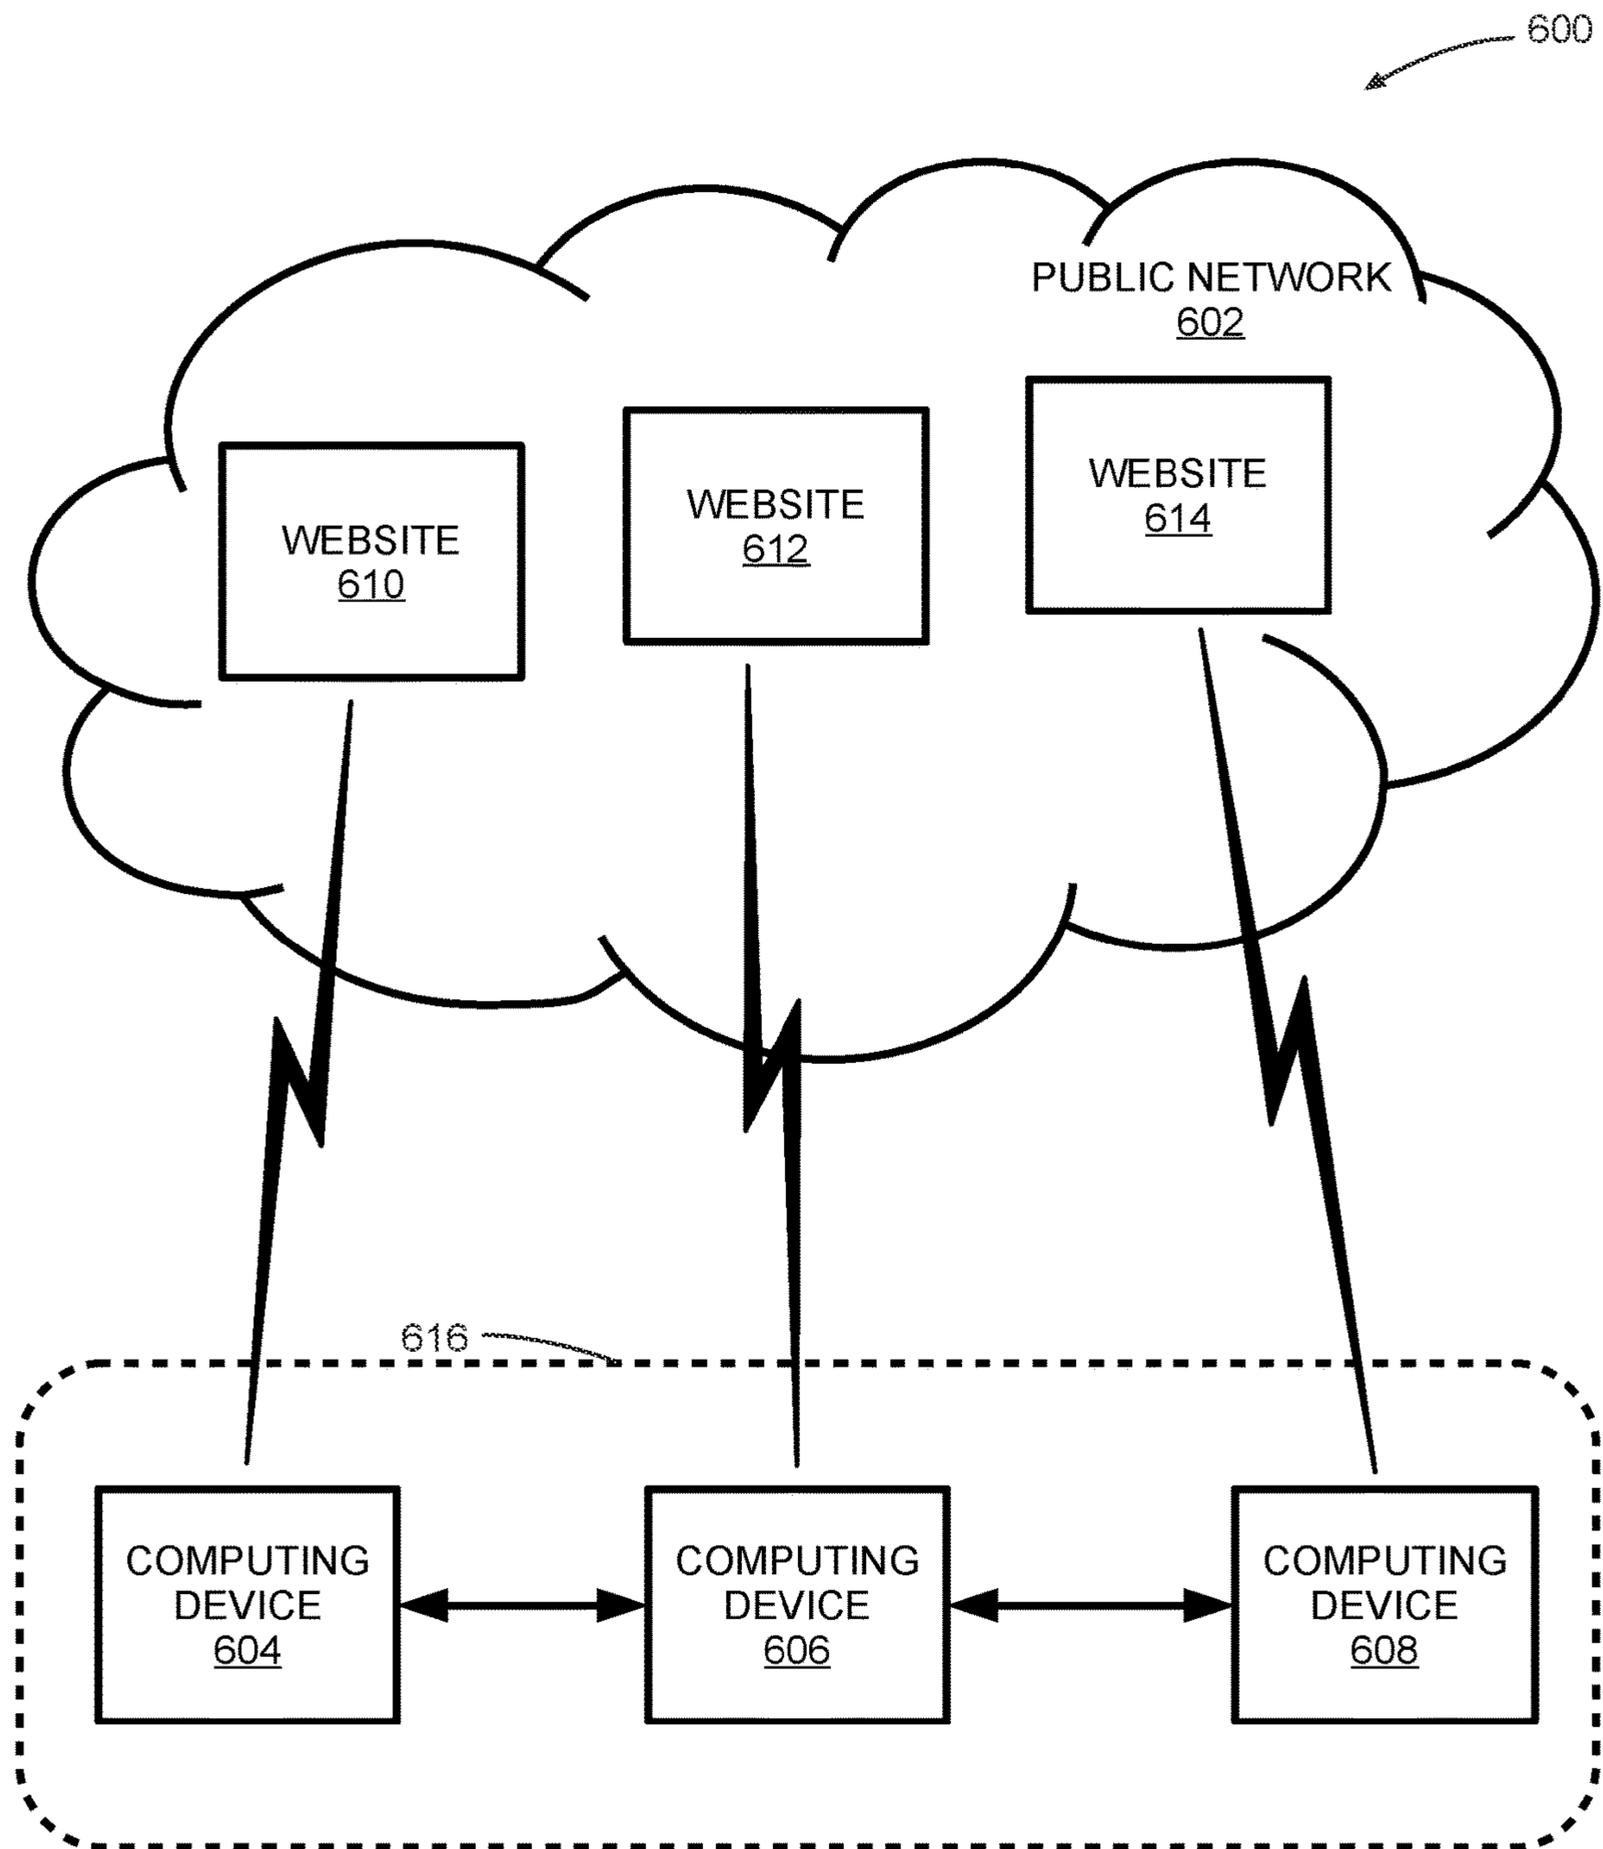 600
PUBLIC NETWORK
602
WEBSITE
614
WEBSITE
612
WEBSITE
610
616
COMPUTING
DEVICE
604
COMPUTING
DEVICE
606
COMPUTING
DEVICE
608